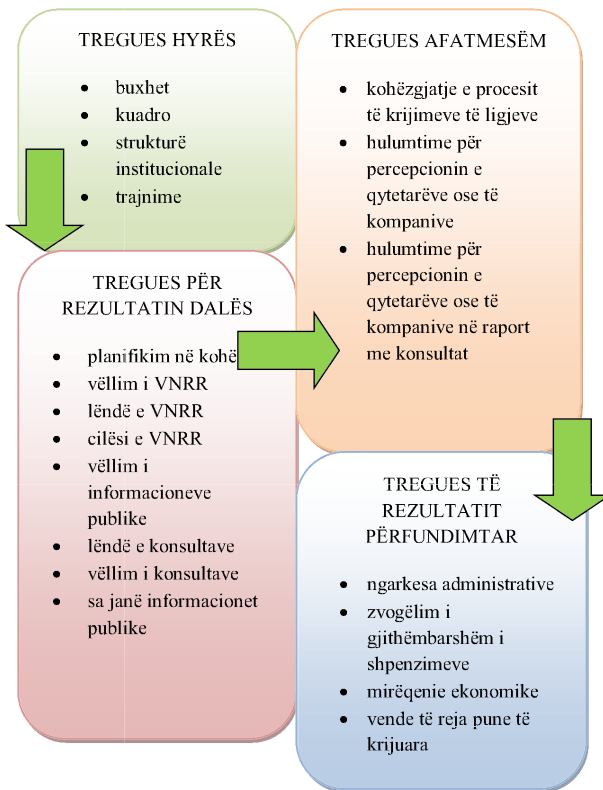 TREGUES HYRËS
• buxhet
• kuadro
• strukturë
institucionale
• trajnime
TREGUES PËR
REZULTATIN DALËS
• planifikim në kohë
• vëllim i VNRR
• lëndë e VNRR
• cilësi e VNRR
• vëllim i
informacioneve
publike
• lëndë e konsultave
• vëllim i konsultave
• sa janë informacionet
publike
TREGUES AFATMESËM
• kohëzgjatje e procesit
të krijimeve të ligjeve
• hulumtime për
percepcionin e
qytetarëve ose të
kompanive
• hulumtime për
percepcionin e
qytetarëve ose të
kompanive në raport
me konsultat
TREGUES TË
REZULTATIT
PËRFUNDIMTAR
• ngarkesa administrative
• zvogëlim i
gjithëmbarshëm i
shpenzimeve
• mirëqenie ekonomike
• vende të reja pune të
krijuara